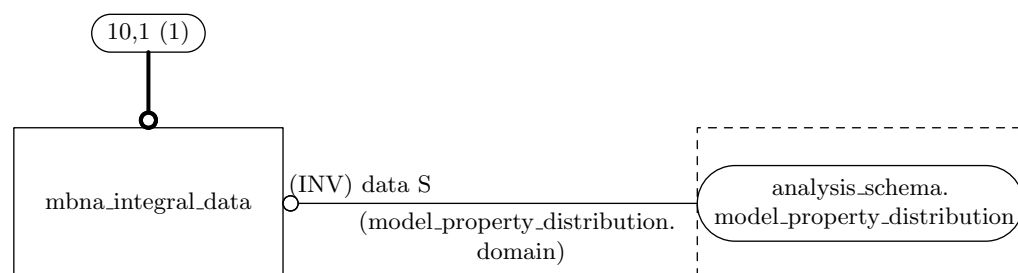 10,1 (1)
(INV) data S
mbna_integral_data
(model_property_distribution.
domain)
analysis_schema.
model_property_distribution